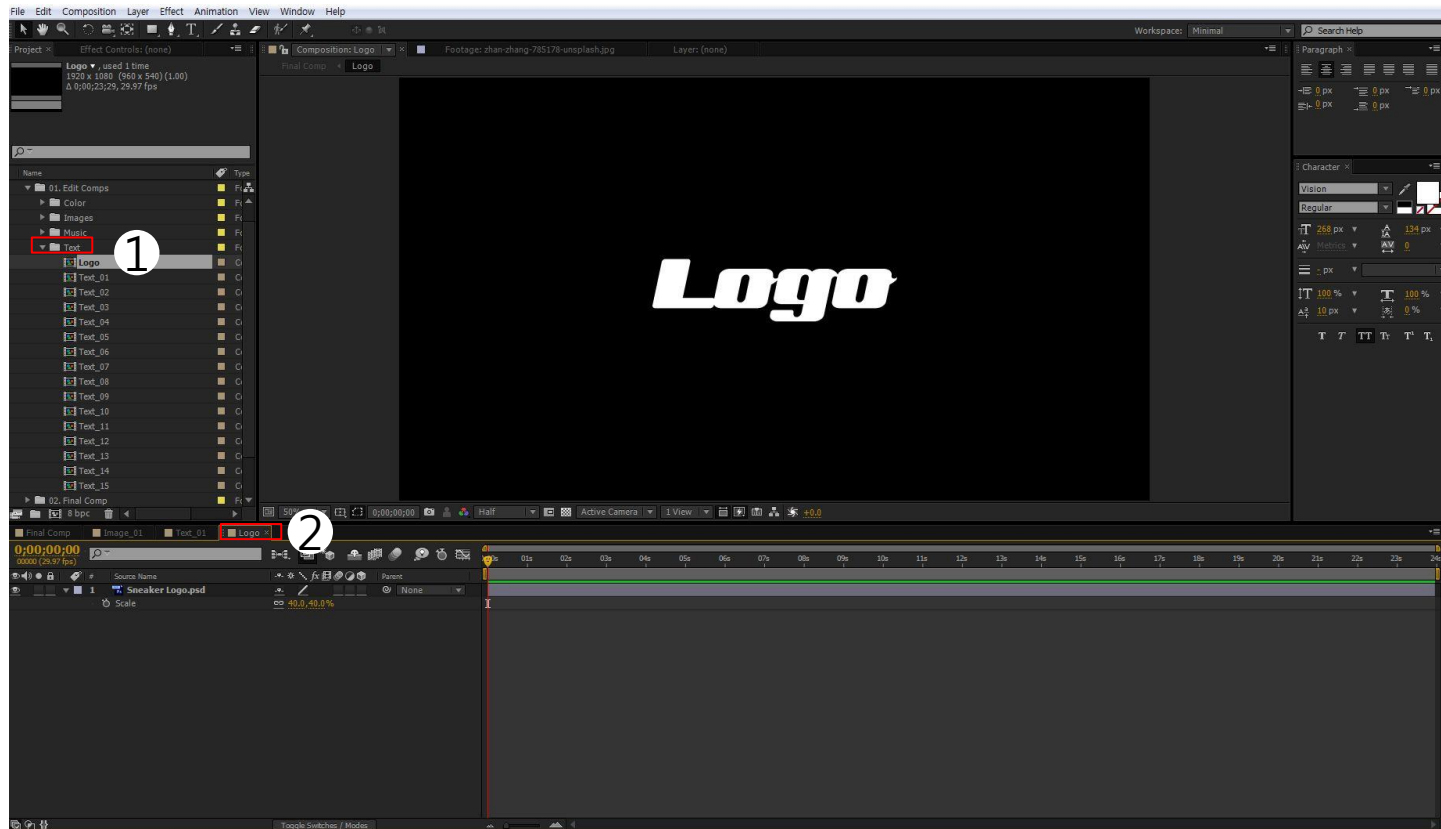 File Edit Composition Layer Effect Animation View Window Help
Workspace: Minimal
Search Help
Project × Effect Controls: (none)
Logo ▾ , used 1 time
1920 x 1080 (960 x 540) (1.00)
Δ 0;00;23;29, 29.97 fps
Composition: Logo × Footage: zhan-zhang-785178-unsplash.jpg Layer: (none)
Final Comp Logo
Name Type
01. Edit Comps
Color
Images
Music
Text
1
Logo
Text_01
Text_02
Text_03
Text_04
Text_05
Text_06
Text_07
Text_08
Text_09
Text_10
Text_11
Text_12
Text_13
Text_14
Text_15
02. Final Comp
8 bpc
Logo
50% 0;00;00;00 Half Active Camera 1 View +0.0
Paragraph ×
0 px 0 px 0 px
0 px 0 px
Character ×
Vision
Regular
268 px 134 px
Metrics 0
- px
100 % 100 %
10 px 0 %
T T TT Tr T¹ T₁
Final Comp Image_01 Text_01 Logo ×
2
0;00;00;00
00000 (29.97 fps)
01s 02s 03s 04s 05s 06s 07s 08s 09s 10s 11s 12s 13s 14s 15s 16s 17s 18s 19s 20s 21s 22s 23s
# Source Name fx Parent
1 Sneaker Logo.psd None
Scale 40.0,40.0%
Toggle Switches / Modes